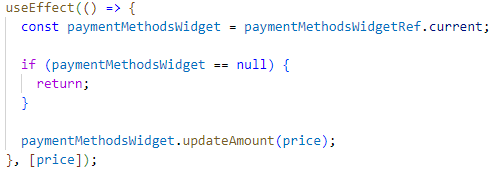 useEffect(() => {
  const paymentMethodsWidget = paymentMethodsWidgetRef.current;

  if (paymentMethodsWidget == null) {
    return;
  }

  paymentMethodsWidget.updateAmount(price);
}, [price]);